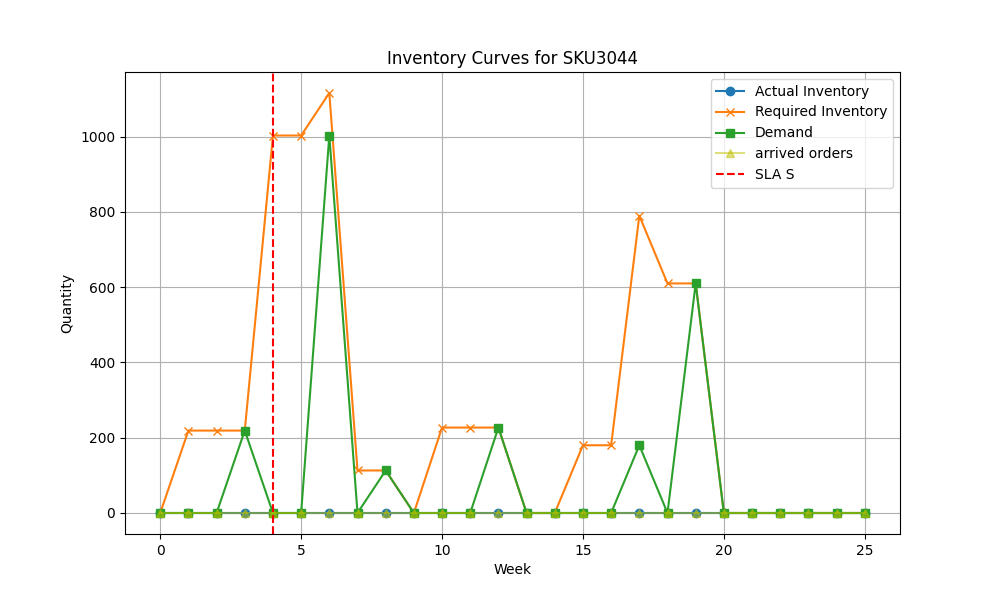 Inventory Curves for SKU3044
Actual Inventory
Required Inventory
Demand
arrived orders
SLA S
Quantity
1000
800
600
400
200
0
0 5 10 15 20 25
Week